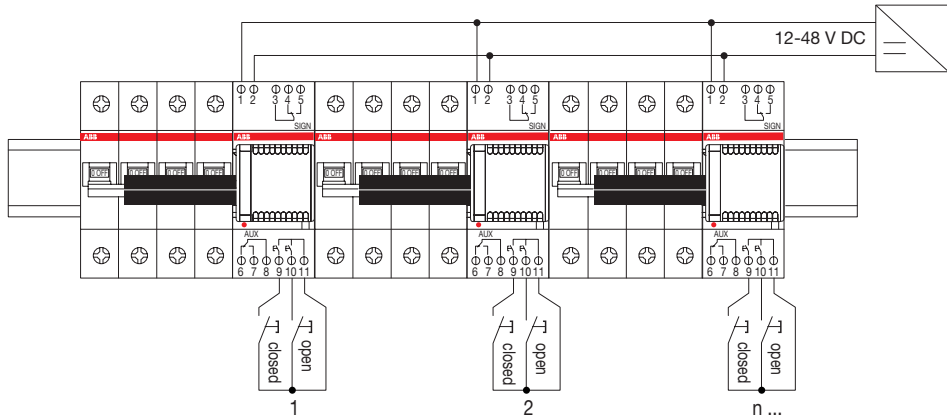 12-48 V DC
1 2 3 4 5 1 2 3 4 5 1 2 3 4 5
SIGN SIGN SIGN
ABB ABB ABB ABB ABB ABB
0 OFF 0 OFF 0 OFF 0 OFF 0 OFF 0 OFF 0 OFF 0 OFF 0 OFF 0 OFF 0 OFF 0 OFF
AUX AUX AUX
6 7 8 9 10 11 6 7 8 9 10 11 6 7 8 9 10 11
closed open closed open closed open
1 2 n ...